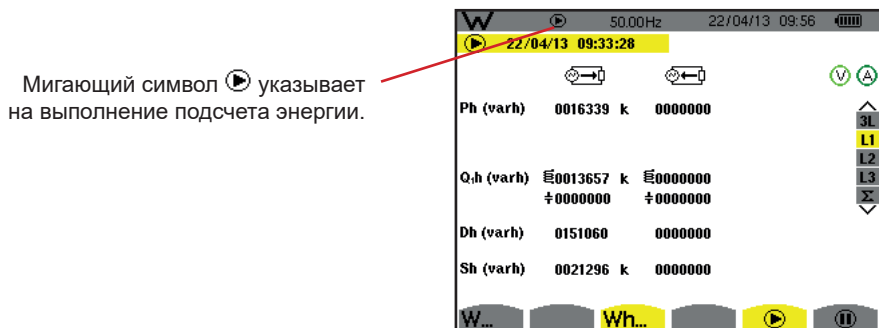 Мигающий символ указывает
на выполнение подсчета энергии.
W 50.00Hz 22/04/13 09:56
22/04/13 09:33:28
V A
Ph (varh) 0016339 k 0000000
3L
L1
L2
Q₁h (varh) 0013657 k 0000000
L3
0000000 0000000
Σ
Dh (varh) 0151060 0000000
Sh (varh) 0021296 k 0000000
W... Wh...